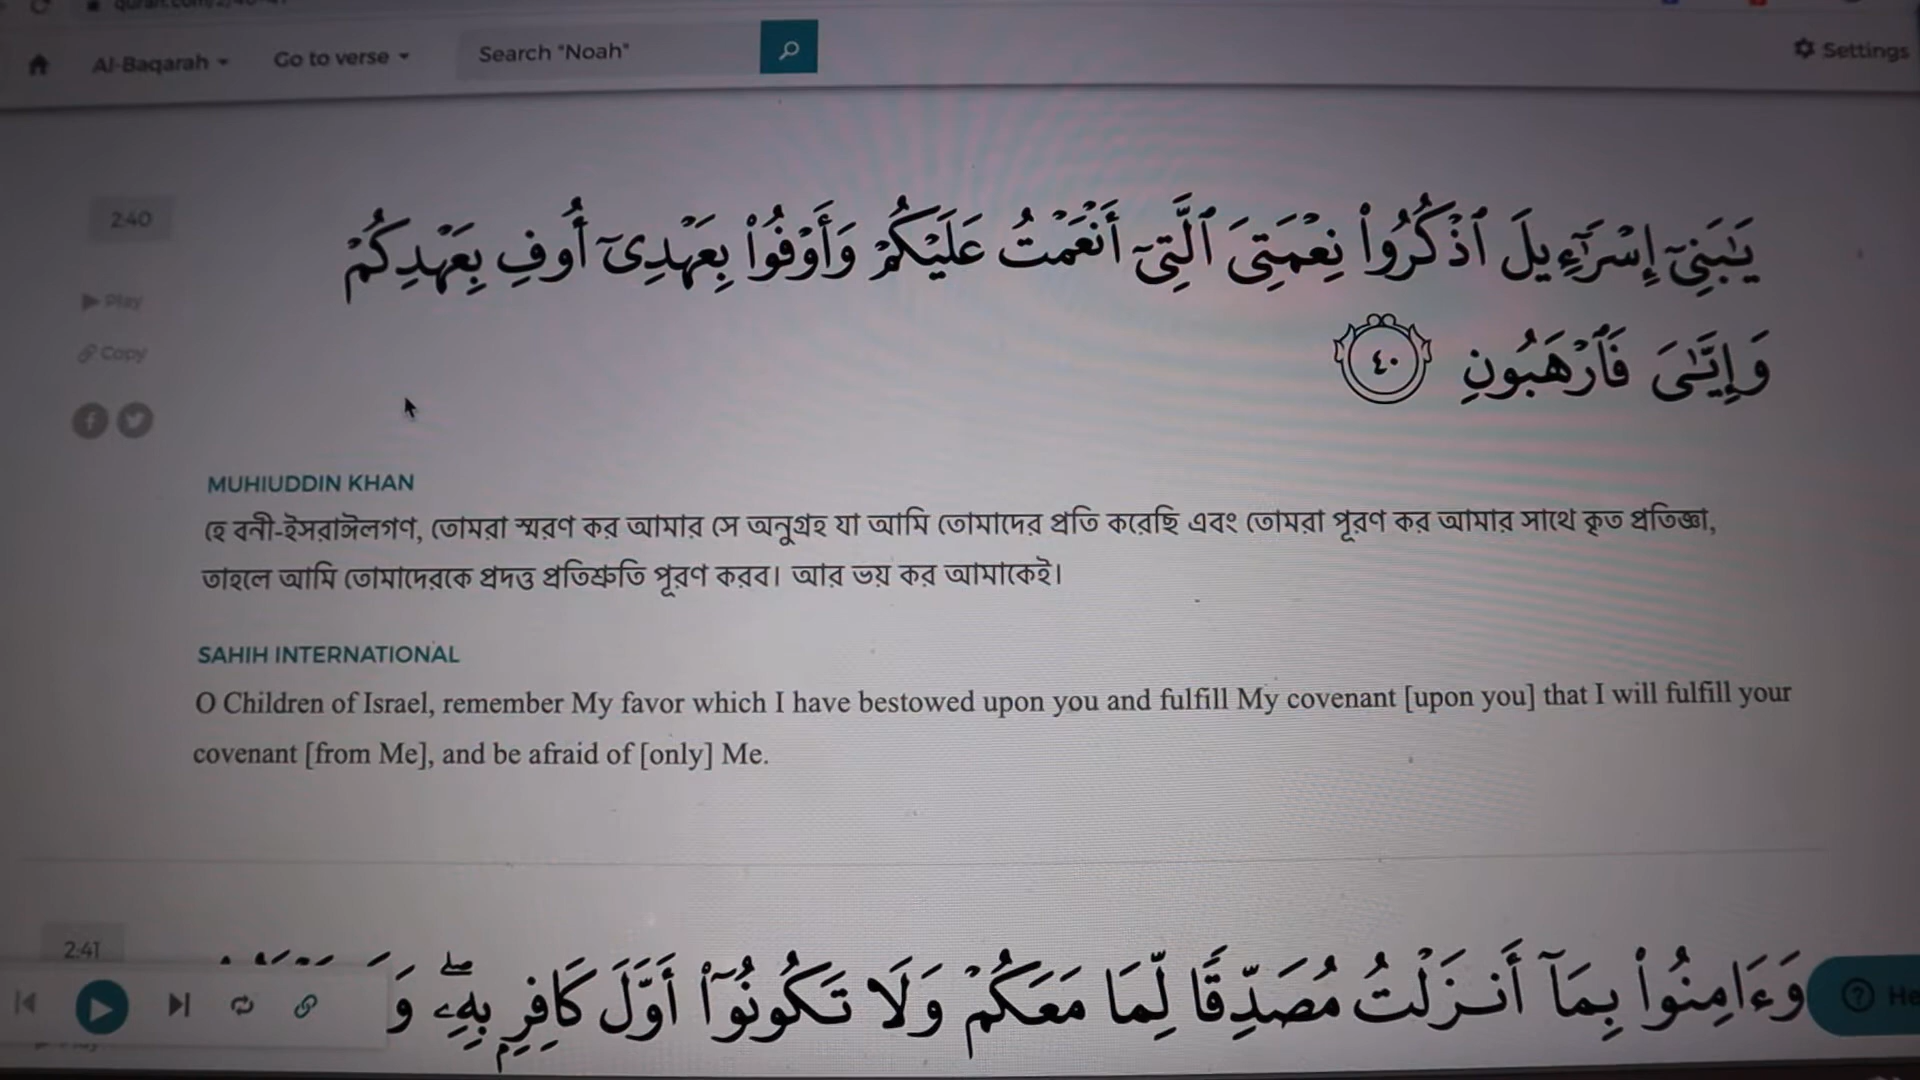 Al-Baqarah
Go to verse
Search "Noah"
Settings
2:40
يَـٰبَنِىٓ إِسْرَٰٓءِيلَ ٱذْكُرُوا۟ نِعْمَتِىَ ٱلَّتِىٓ أَنْعَمْتُ عَلَيْكُمْ وَأَوْفُوا۟ بِعَهْدِىٓ أُوفِ بِعَهْدِكُمْ
وَإِيَّـٰىَ فَٱرْهَبُونِ ٤٠
Play
Copy
MUHIUDDIN KHAN
হে বনী-ইসরাঈলগণ, তোমরা স্মরণ কর আমার সে অনুগ্রহ যা আমি তোমাদের প্রতি করেছি এবং তোমরা পূরণ কর আমার সাথে কৃত প্রতিজ্ঞা,
তাহলে আমি তোমাদেরকে প্রদত্ত প্রতিশ্রুতি পূরণ করব। আর ভয় কর আমাকেই।
SAHIH INTERNATIONAL
O Children of Israel, remember My favor which I have bestowed upon you and fulfill My covenant [upon you] that I will fulfill your
covenant [from Me], and be afraid of [only] Me.
2:41
وَءَامِنُوا۟ بِمَآ أَنزَلْتُ مُصَدِّقًا لِّمَا مَعَكُمْ وَلَا تَكُونُوٓا۟ أَوَّلَ كَافِرٍۭ بِهِۦ ۖ